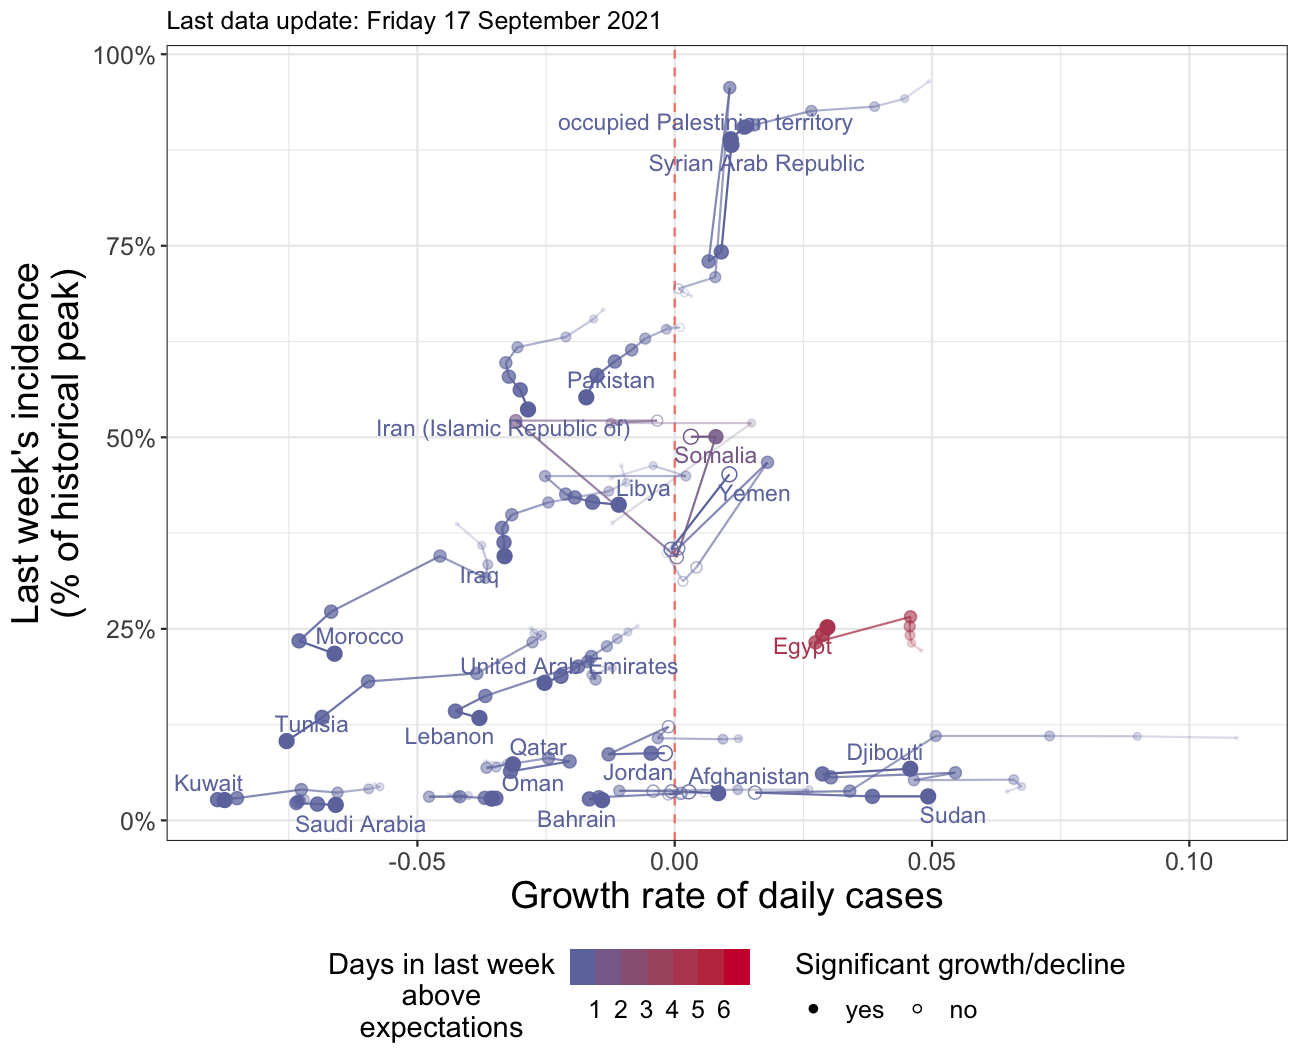 Last data update: Friday 17 September 2021
Last week's incidence
(% of historical peak)
100%
75%
50%
25%
0%
occupied Palestinian territory
Syrian Arab Republic
Pakistan
Iran (Islamic Republic of)
Somalia
Libya
Yemen
Iraq
Morocco
Egypt
United Arab Emirates
Tunisia
Lebanon
Qatar
Djibouti
Jordan
Afghanistan
Kuwait
Oman
Saudi Arabia
Bahrain
Sudan
-0.05
0.00
0.05
0.10
Growth rate of daily cases
Days in last week
above
expectations
1 2 3 4 5 6
Significant growth/decline
yes
no